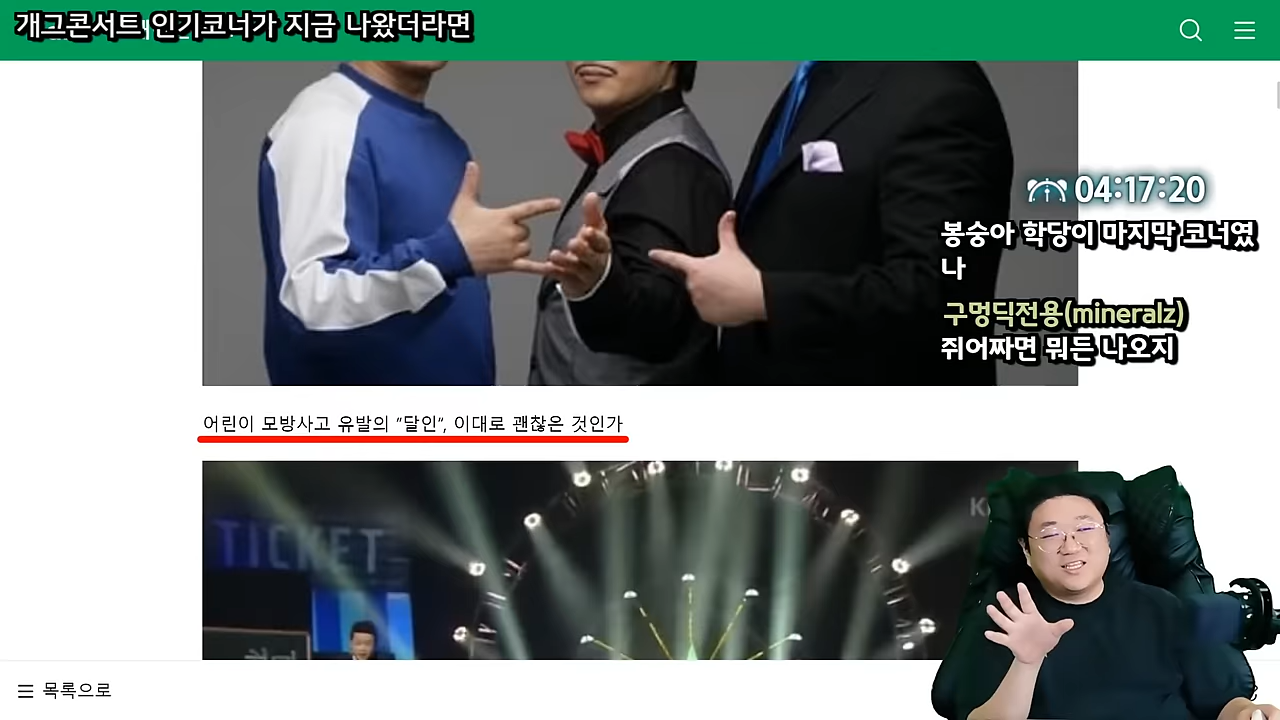 개그콘서트 인기코너가 지금 나왔더라면
04:17:20
봉숭아 학당이 마지막 코너였
나
구멍딕전용(mineralz)
쥐어짜면 뭐든 나오지
어린이 모방사고 유발의 "달인", 이대로 괜찮은 것인가
TICKET
K
목록으로